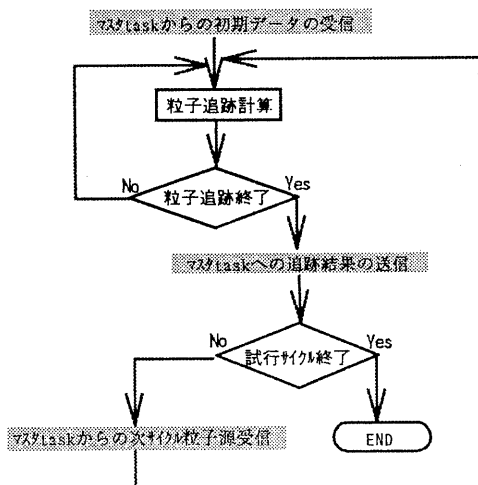 ﾏｽﾀtaskからの初期データの受信
粒子追跡計算
No
粒子追跡終了
Yes
ﾏｽﾀtaskへの追跡結果の送信
No
試行ｻｲｸﾙ終了
Yes
ﾏｽﾀtaskからの次ｻｲｸﾙ粒子源受信
END